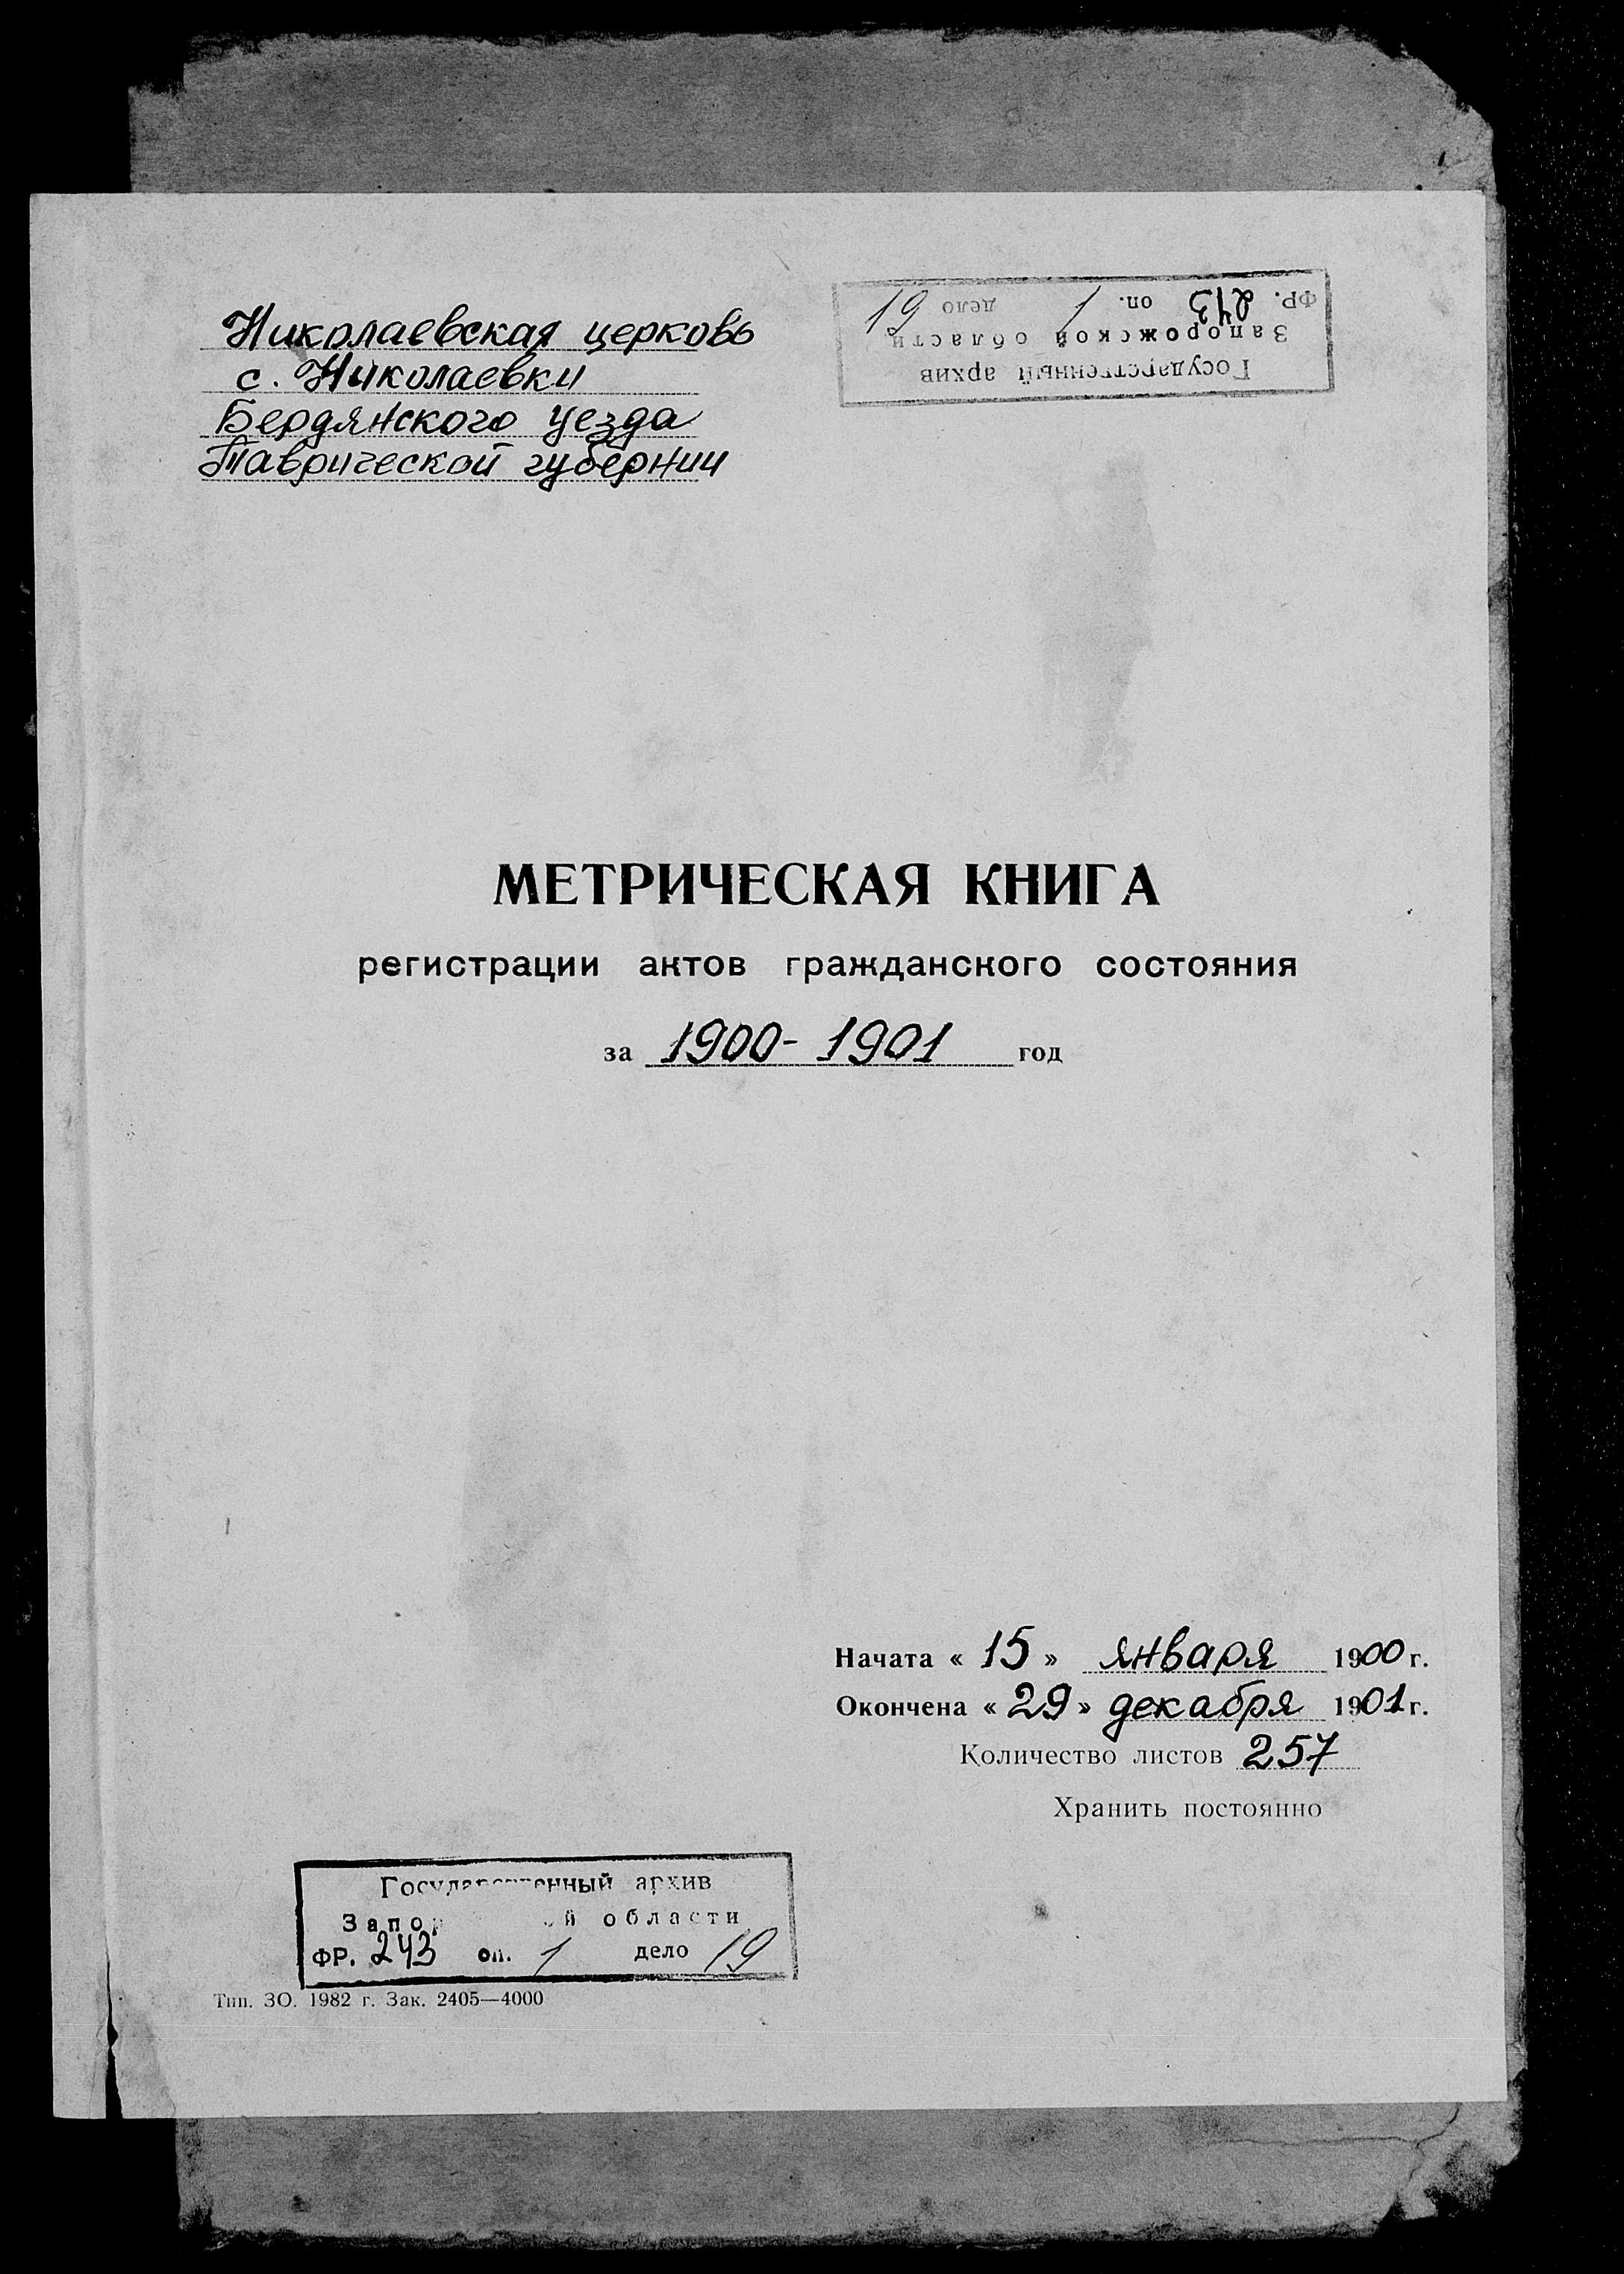 Николаевская церковь
с. Николаевки
Бердянского уезда
Таврической губернии
Государственный архив
Запорожской области
ФР. 243 оп. 1 дело 19
МЕТРИЧЕСКАЯ КНИГА
регистрации актов гражданского состояния
за 1900-1901 год
Начата « 15 » января 1900 г.
Окончена « 29 » декабря 1901 г.
Количество листов 257
Хранить постоянно
Государственный архив
Запорожской области
ФР. 243 оп. 1 дело 19
Тип. ЗО. 1982 г. Зак. 2405—4000